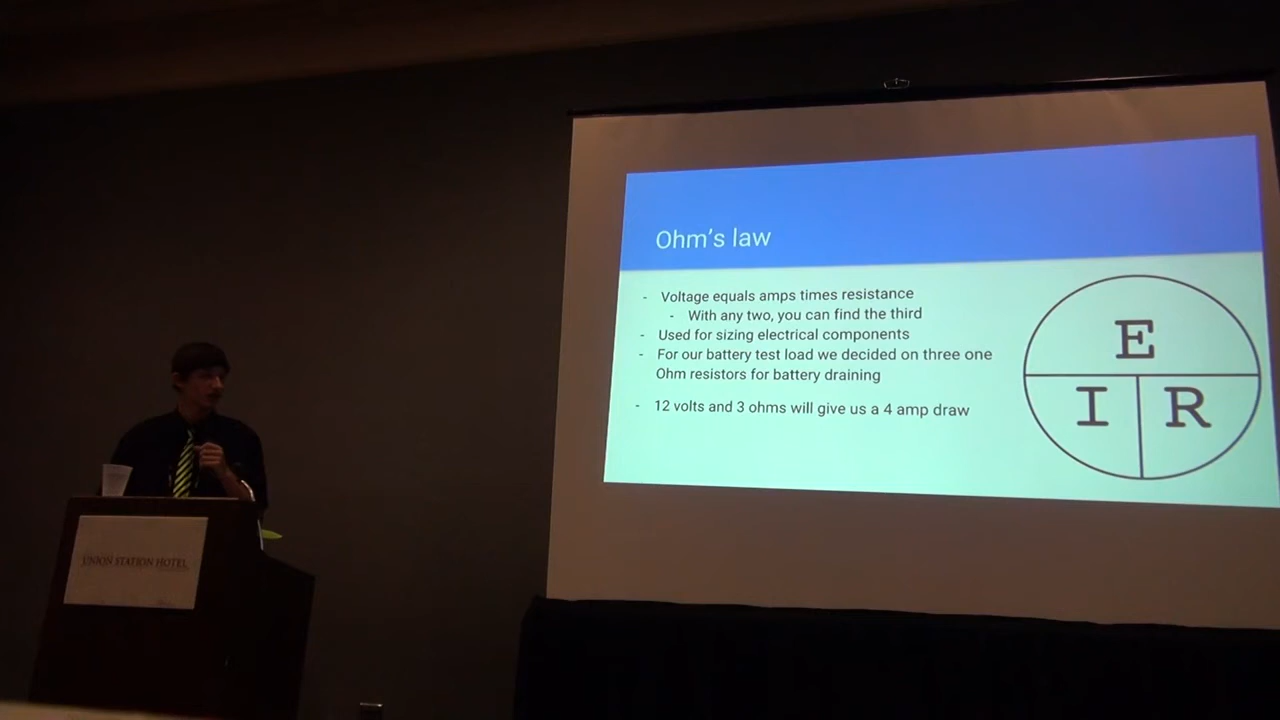 Ohm's law
- Voltage equals amps times resistance
- With any two, you can find the third
- Used for sizing electrical components
- For our battery test load we decided on three one
Ohm resistors for battery draining
- 12 volts and 3 ohms will give us a 4 amp draw
E
I R
UNION STATION HOTEL